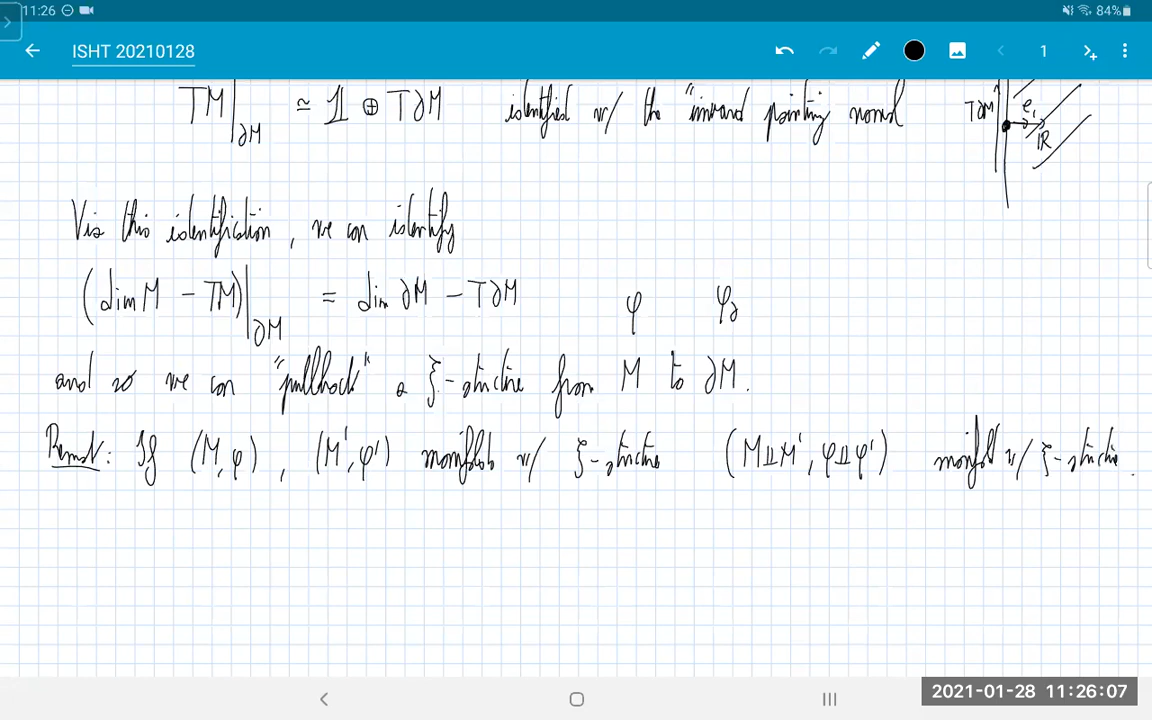 11:26
84%
ISHT 20210128
1
TM|∂M ≃ 𝟙 ⊕ T∂M identified w/ the "inward pointing normal
T∂M e₁ ℝ
Via this identification, we can identify
(dim M - TM)|∂M = dim ∂M - T∂M
φ φ∂
and so we can "pullback" a ξ-structure from M to ∂M.
Remark: If (M, φ), (M', φ') manifolds w/ ξ-structure (M⨿M', φ⨿φ') manifold w/ ξ-structure.
2021-01-28 11:26:07